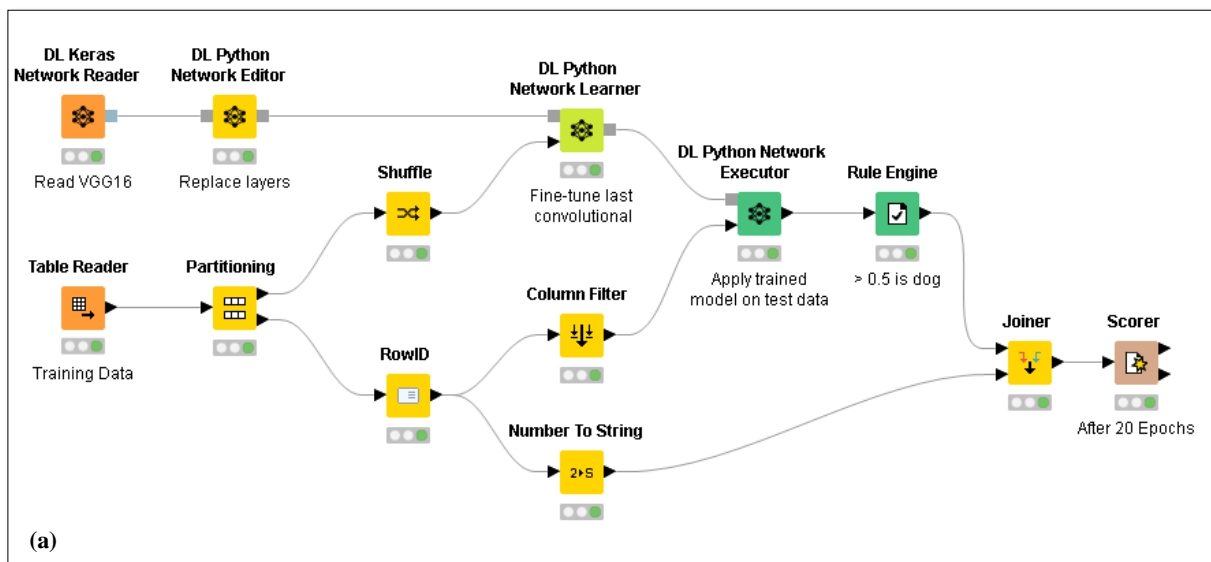 DL Keras
Network Reader
Read VGG16
DL Python
Network Editor
Replace layers
DL Python
Network Learner
Fine-tune last
convolutional
Shuffle
DL Python Network
Executor
Apply trained
model on test data
Rule Engine
> 0.5 is dog
Table Reader
Training Data
Partitioning
Column Filter
RowID
Number To String
2▸S
Joiner
Scorer
After 20 Epochs
(a)